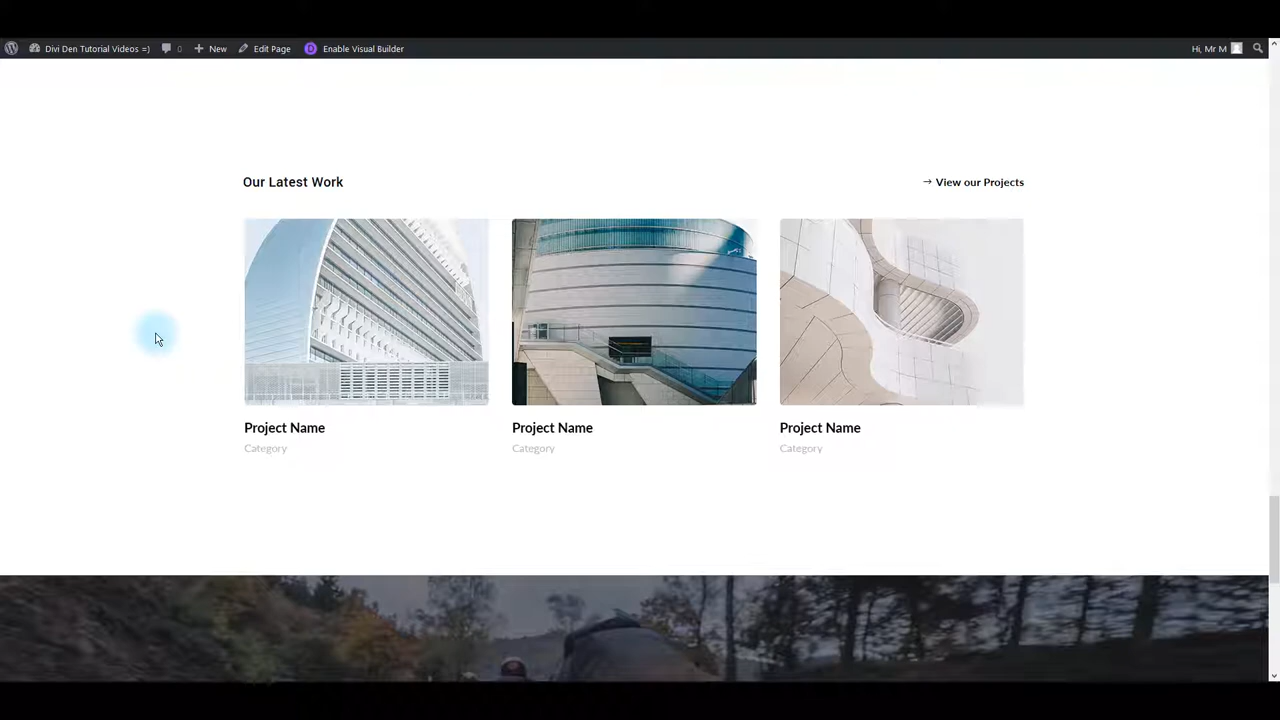 Divi Den Tutorial Videos =) 0 New Edit Page D Enable Visual Builder Hi, Mr M
Our Latest Work → View our Projects
Project Name Project Name Project Name
Category Category Category